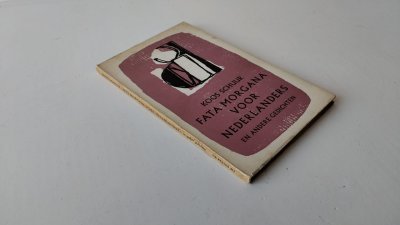 KOOS SCHUUR
FATA MORGANA
VOOR
NEDERLANDERS
EN ANDERE GEDICHTEN